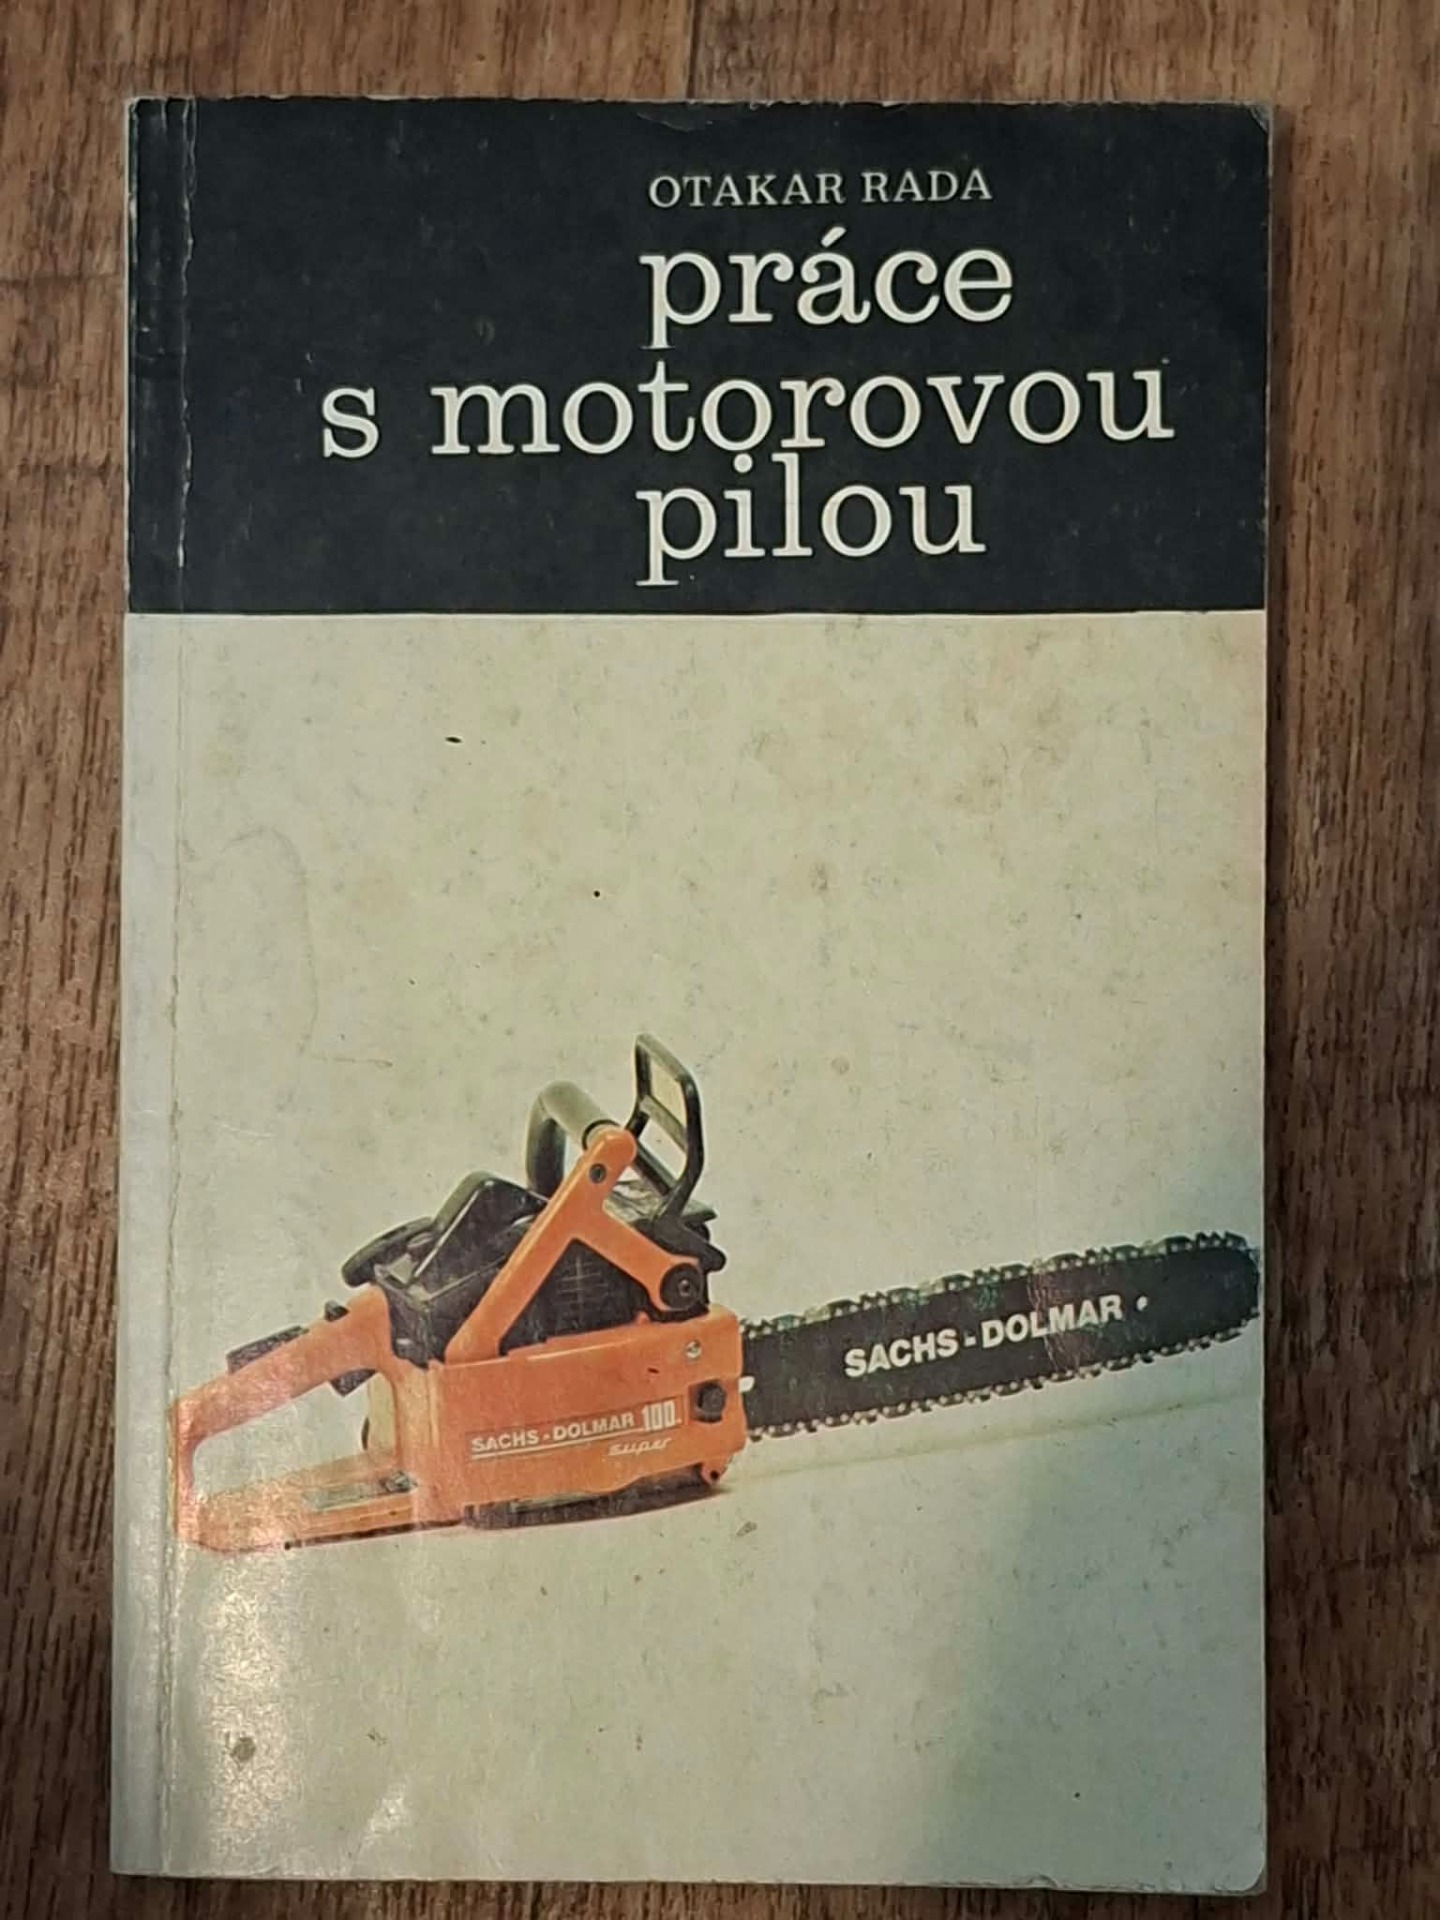 OTAKAR RADA
práce
s motorovou
pilou
SACHS-DOLMAR
SACHS-DOLMAR 100
super